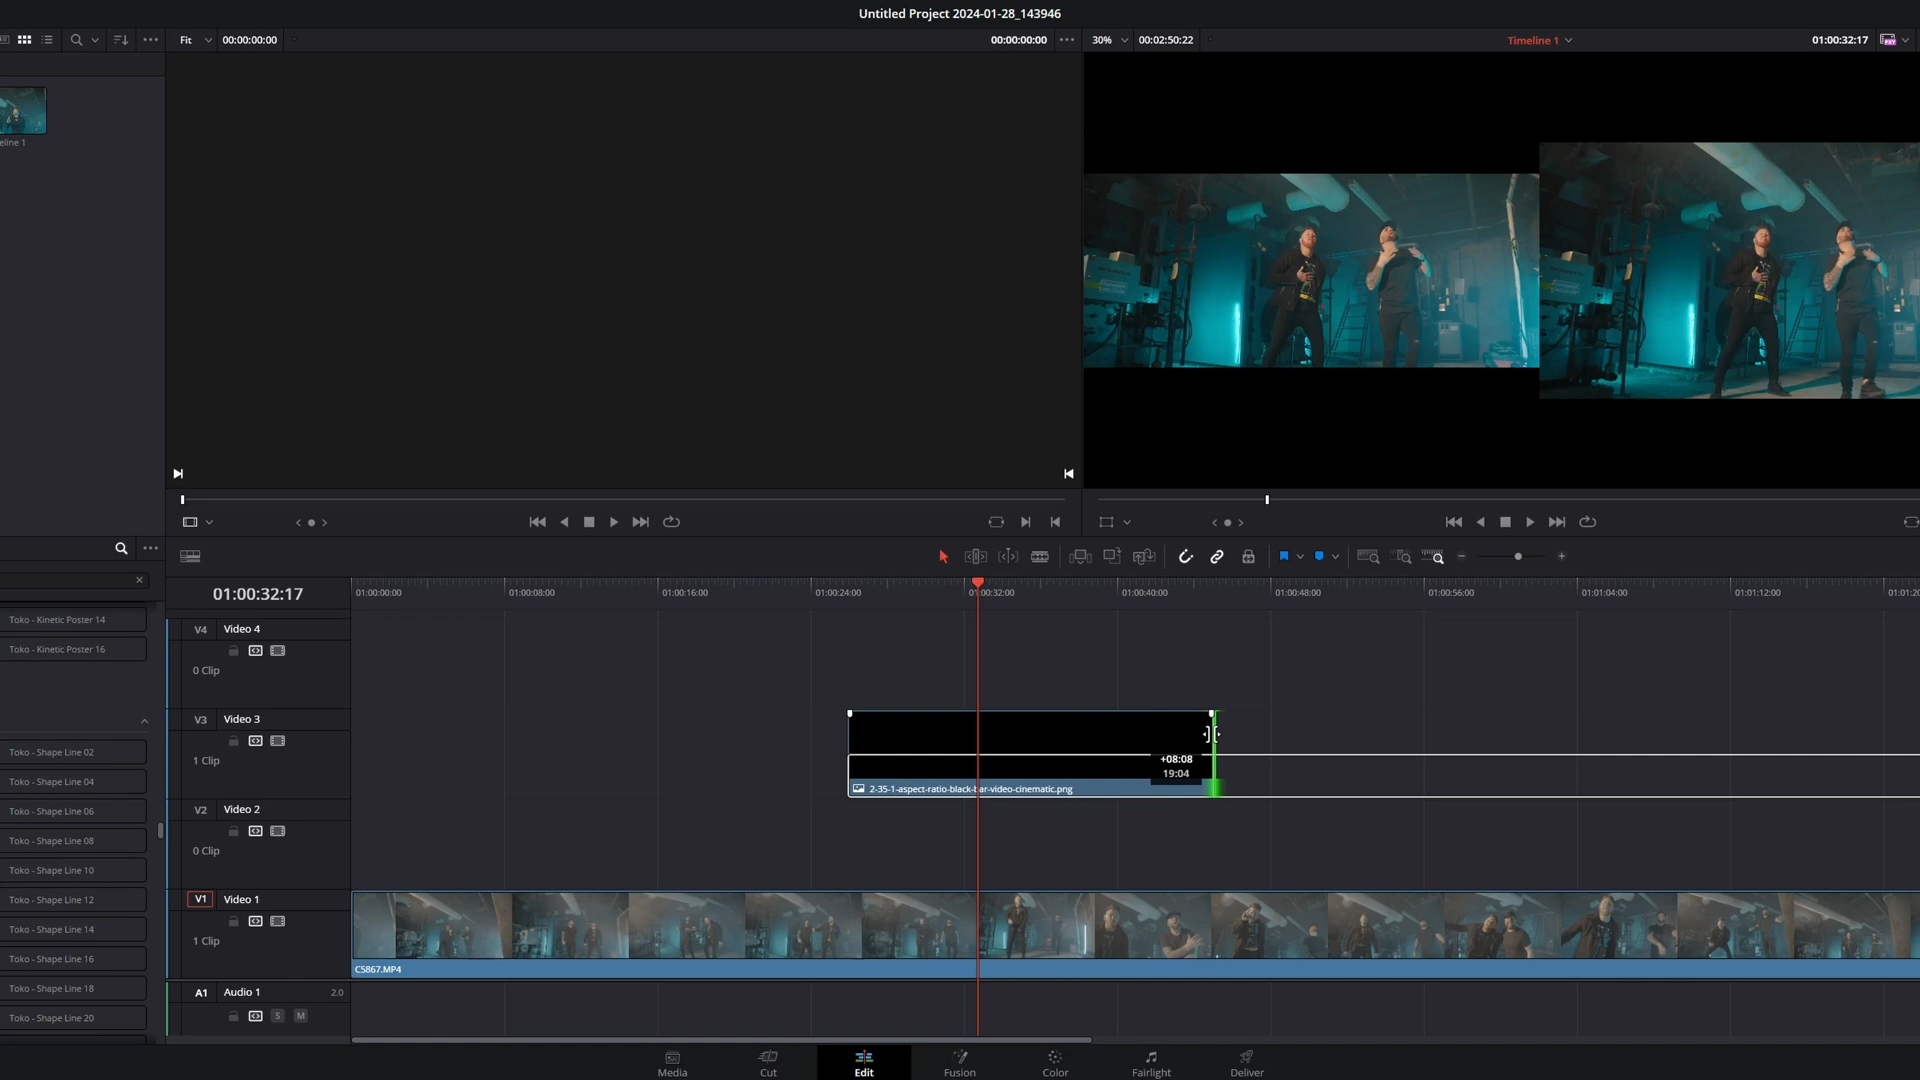 Untitled Project 2024-01-28_143946
Fit 00:00:00:00 00:00:00:00 30% 00:02:50:22 Timeline 1 01:00:32:17
eline 1
01:00:32:17 01:00:00:00 01:00:08:00 01:00:16:00 01:00:24:00 01:00:32:00 01:00:40:00 01:00:48:00 01:00:56:00 01:01:04:00 01:01:12:00 01:01:20
Toko - Kinetic Poster 14
Toko - Kinetic Poster 16
Toko - Shape Line 02
Toko - Shape Line 04
Toko - Shape Line 06
Toko - Shape Line 08
Toko - Shape Line 10
Toko - Shape Line 12
Toko - Shape Line 14
Toko - Shape Line 16
Toko - Shape Line 18
Toko - Shape Line 20
V4 Video 4
0 Clip
V3 Video 3
1 Clip
+08:08
19:04
2-35-1-aspect-ratio-black-bar-video-cinematic.png
V2 Video 2
0 Clip
V1 Video 1
1 Clip
C5867.MP4
A1 Audio 1 2.0
S M
Media Cut Edit Fusion Color Fairlight Deliver